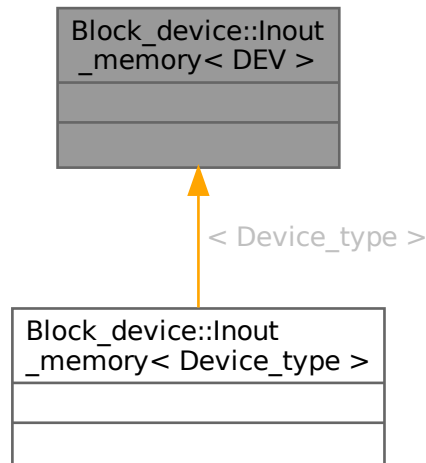 Block_device::Inout
_memory< DEV >
< Device_type >
Block_device::Inout
_memory< Device_type >